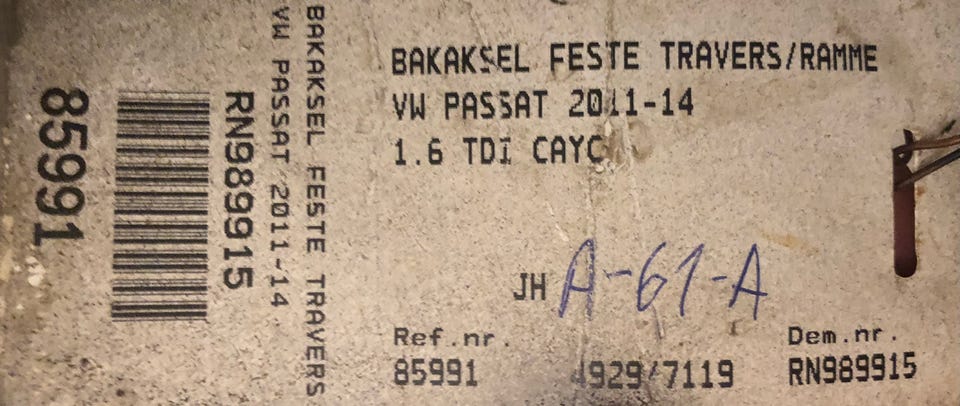 85991
RN989915
VW PASSAT 2011-14
BAKAKSEL FESTE TRAVERS
BAKAKSEL FESTE TRAVERS/RAMME
VW PASSAT 2011-14
1.6 TDI CAYC
JH A-61-A
Ref.nr.
Dem.nr.
85991 4929/7119 RN989915